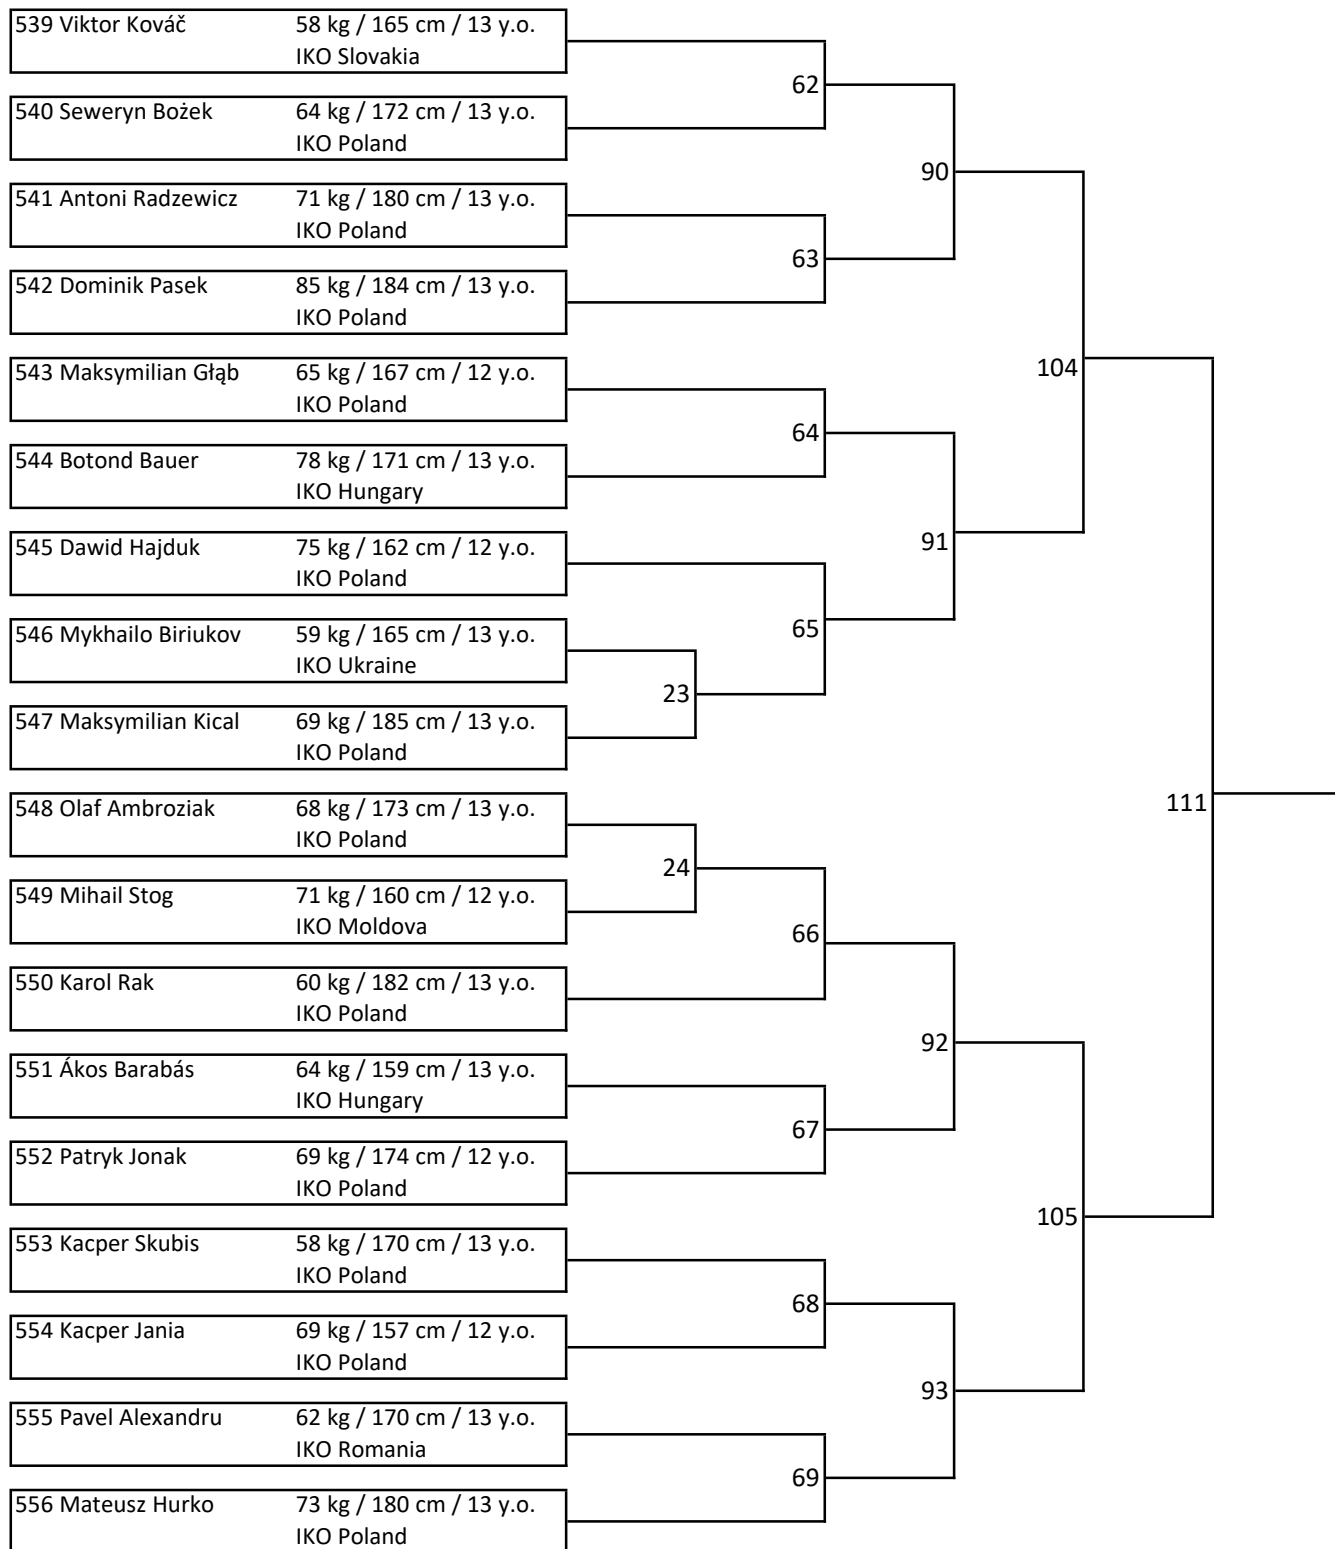 539 Viktor Kováč 58 kg / 165 cm / 13 y.o.
IKO Slovakia
62
540 Seweryn Bożek 64 kg / 172 cm / 13 y.o.
IKO Poland
90
541 Antoni Radzewicz 71 kg / 180 cm / 13 y.o.
IKO Poland
63
542 Dominik Pasek 85 kg / 184 cm / 13 y.o.
IKO Poland
104
543 Maksymilian Głąb 65 kg / 167 cm / 12 y.o.
IKO Poland
64
544 Botond Bauer 78 kg / 171 cm / 13 y.o.
IKO Hungary
91
545 Dawid Hajduk 75 kg / 162 cm / 12 y.o.
IKO Poland
65
546 Mykhailo Biriukov 59 kg / 165 cm / 13 y.o.
IKO Ukraine
23
547 Maksymilian Kical 69 kg / 185 cm / 13 y.o.
IKO Poland
111
548 Olaf Ambroziak 68 kg / 173 cm / 13 y.o.
IKO Poland
24
549 Mihail Stog 71 kg / 160 cm / 12 y.o.
IKO Moldova
66
550 Karol Rak 60 kg / 182 cm / 13 y.o.
IKO Poland
92
551 Ákos Barabás 64 kg / 159 cm / 13 y.o.
IKO Hungary
67
552 Patryk Jonak 69 kg / 174 cm / 12 y.o.
IKO Poland
105
553 Kacper Skubis 58 kg / 170 cm / 13 y.o.
IKO Poland
68
554 Kacper Jania 69 kg / 157 cm / 12 y.o.
IKO Poland
93
555 Pavel Alexandru 62 kg / 170 cm / 13 y.o.
IKO Romania
69
556 Mateusz Hurko 73 kg / 180 cm / 13 y.o.
IKO Poland